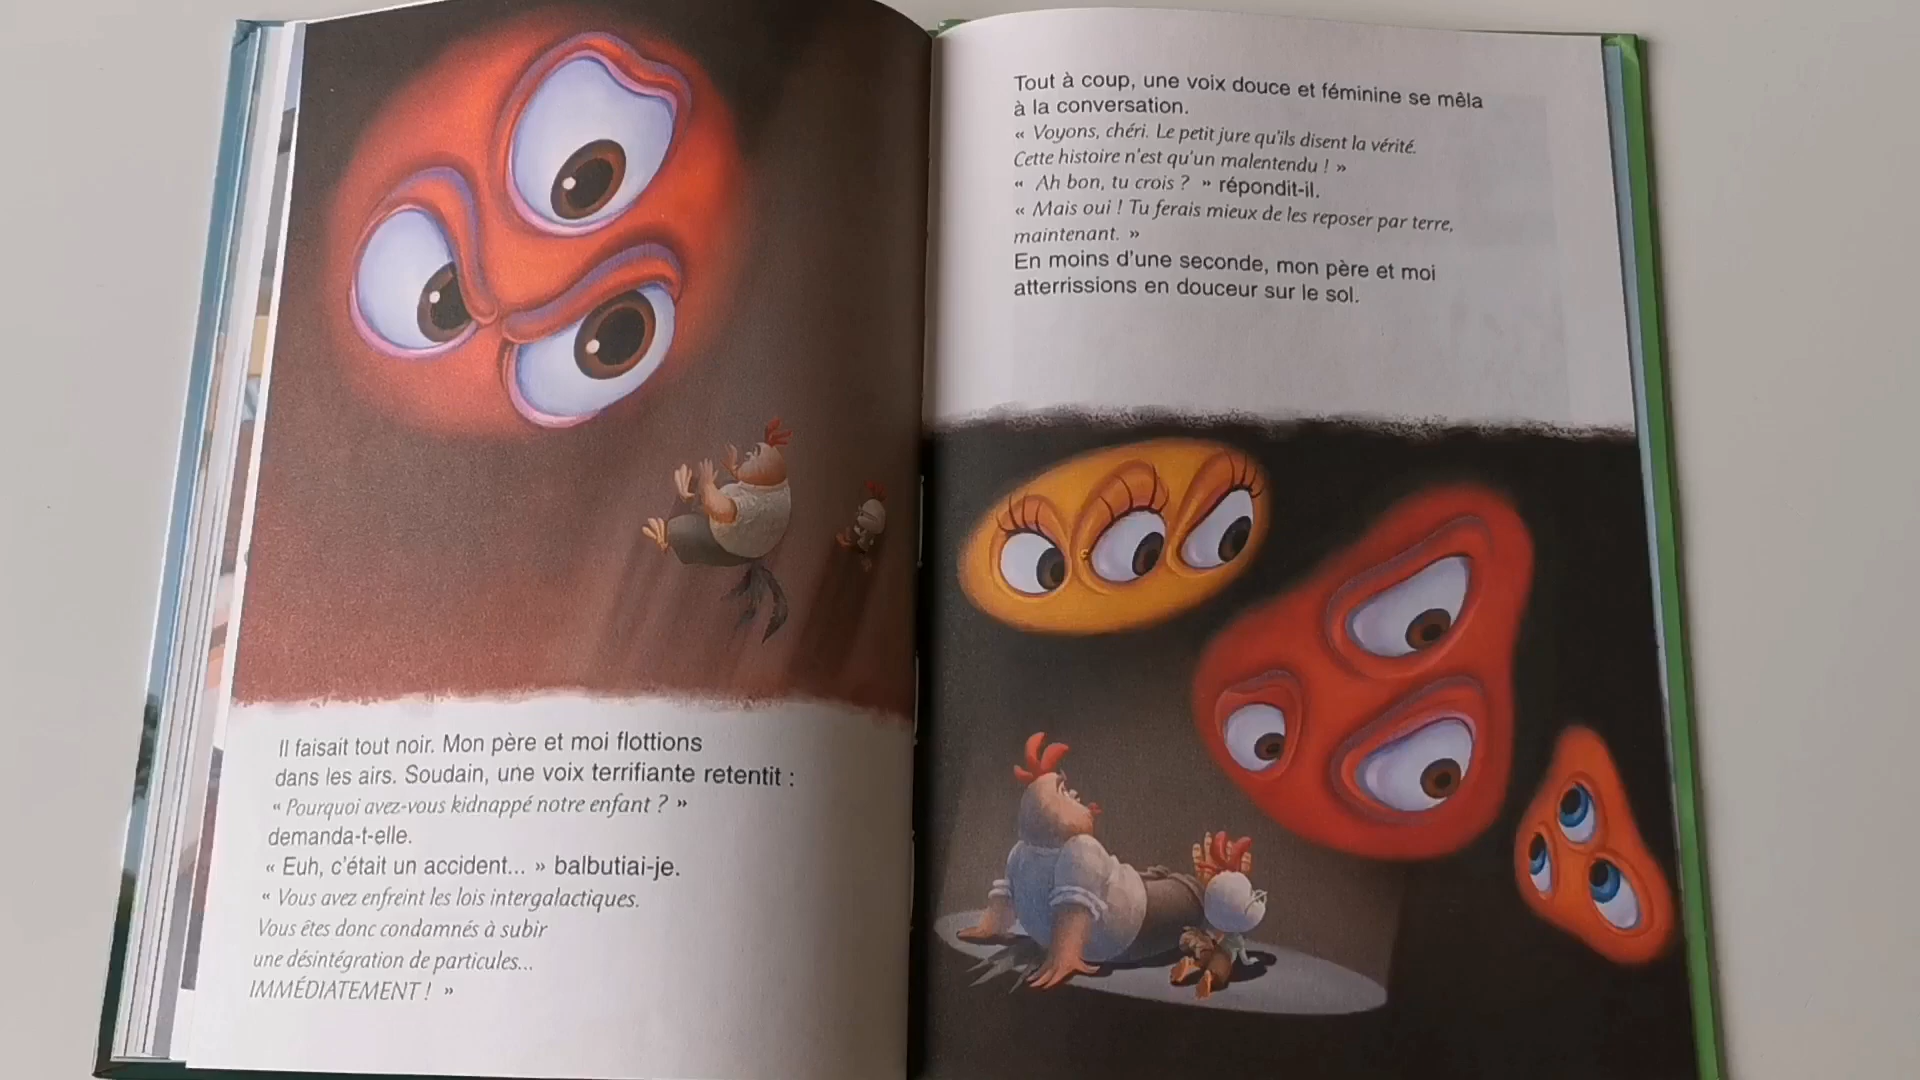 Il faisait tout noir. Mon père et moi flottions
dans les airs. Soudain, une voix terrifiante retentit :
« Pourquoi avez-vous kidnappé notre enfant ? »
demanda-t-elle.
« Euh, c'était un accident... » balbutiai-je.
« Vous avez enfreint les lois intergalactiques.
Vous êtes donc condamnés à subir
une désintégration de particules...
IMMÉDIATEMENT ! »
Tout à coup, une voix douce et féminine se mêla
à la conversation.
« Voyons, chéri. Le petit jure qu'ils disent la vérité.
Cette histoire n'est qu'un malentendu ! »
« Ah bon, tu crois ? » répondit-il.
« Mais oui ! Tu ferais mieux de les reposer par terre,
maintenant. »
En moins d'une seconde, mon père et moi
atterrissions en douceur sur le sol.